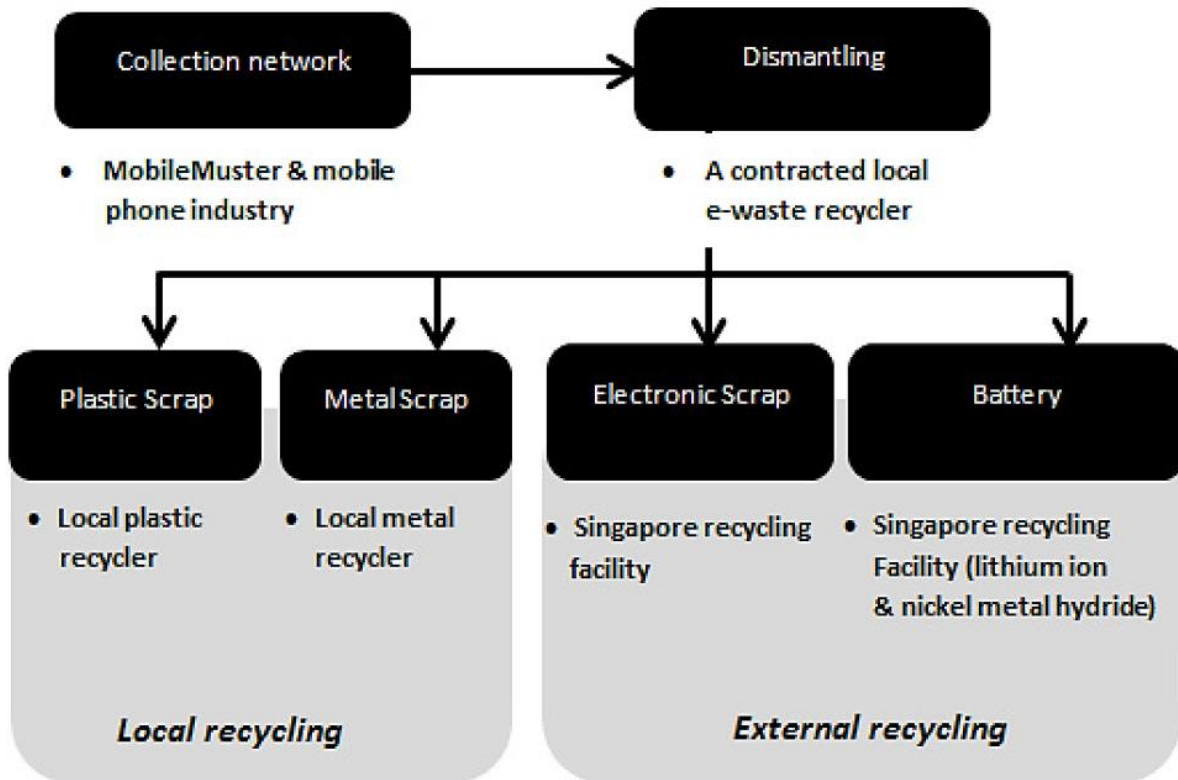 Collection network
Dismantling
• MobileMuster & mobile
phone industry
• A contracted local
e-waste recycler
Plastic Scrap
Metal Scrap
Electronic Scrap
Battery
• Local plastic
recycler
• Local metal
recycler
• Singapore recycling
facility
• Singapore recycling
Facility (lithium ion
& nickel metal hydride)
Local recycling
External recycling